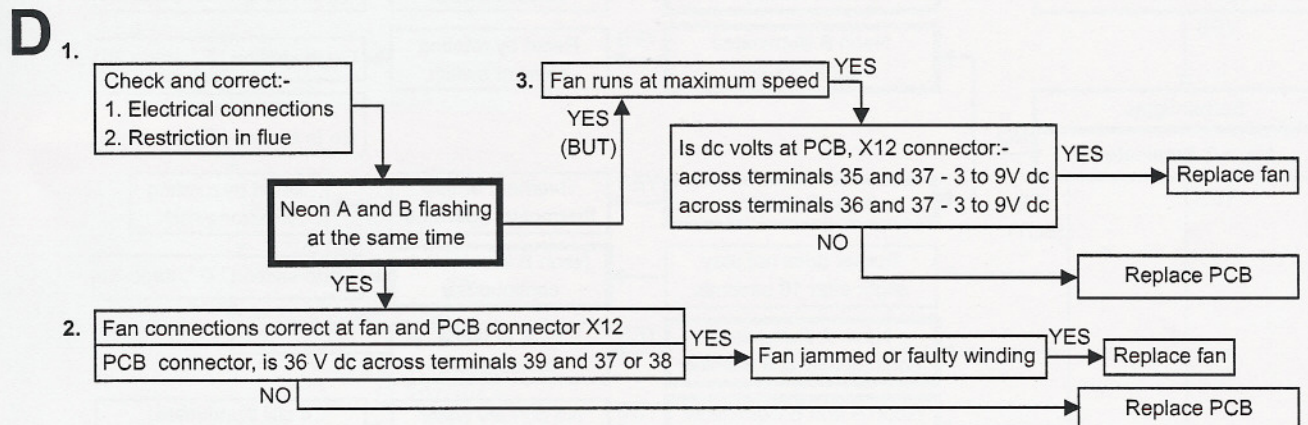 D
1.
Check and correct:-
1. Electrical connections
2. Restriction in flue
Neon A and B flashing
at the same time
YES
(BUT)
3. Fan runs at maximum speed
YES
Is dc volts at PCB, X12 connector:-
across terminals 35 and 37 - 3 to 9V dc
across terminals 36 and 37 - 3 to 9V dc
YES
Replace fan
NO
Replace PCB
YES
2. Fan connections correct at fan and PCB connector X12
PCB connector, is 36 V dc across terminals 39 and 37 or 38
YES
Fan jammed or faulty winding
YES
Replace fan
NO
Replace PCB